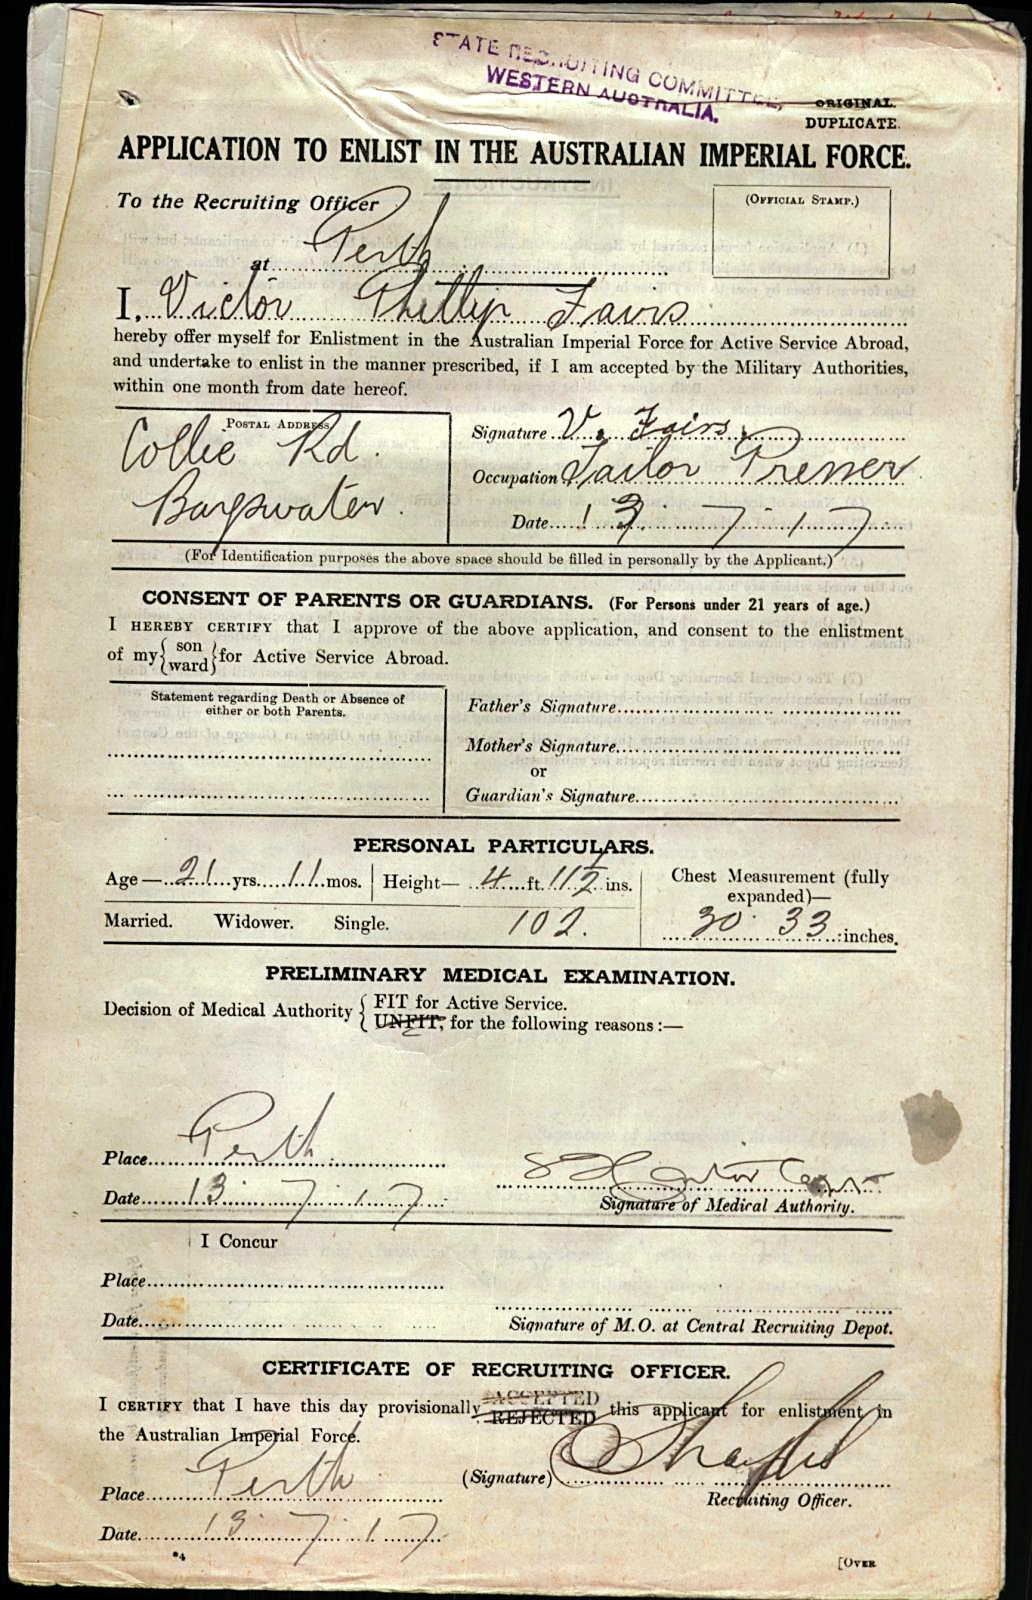 STATE RECRUITING COMMITTEE,
WESTERN AUSTRALIA.
ORIGINAL.
DUPLICATE.
APPLICATION TO ENLIST IN THE AUSTRALIAN IMPERIAL FORCE.
To the Recruiting Officer
(OFFICIAL STAMP.)
at Perth
I, Victor Phillip Fairs
hereby offer myself for Enlistment in the Australian Imperial Force for Active Service Abroad,
and undertake to enlist in the manner prescribed, if I am accepted by the Military Authorities,
within one month from date hereof.
POSTAL ADDRESS.
Collie Rd.
Bayswater.
Signature V. Fairs.
Occupation Tailor Presser
Date 13.7.17
(For Identification purposes the above space should be filled in personally by the Applicant.)
CONSENT OF PARENTS OR GUARDIANS. (For Persons under 21 years of age.)
I HEREBY CERTIFY that I approve of the above application, and consent to the enlistment
of my {son
ward} for Active Service Abroad.
Statement regarding Death or Absence of
either or both Parents.
Father's Signature
Mother's Signature
or
Guardian's Signature
PERSONAL PARTICULARS.
Age — 21 yrs. 11 mos.
Height — 4 ft. 11½ ins.
Chest Measurement (fully
expanded)—
Married. Widower. Single.
102.
30 33 inches.
PRELIMINARY MEDICAL EXAMINATION.
Decision of Medical Authority { FIT for Active Service.
UNFIT, for the following reasons :—
Place Perth
Date 13.7.17
Signature of Medical Authority.
I Concur
Place
Date
Signature of M.O. at Central Recruiting Depot.
CERTIFICATE OF RECRUITING OFFICER.
I CERTIFY that I have this day provisionally ACCEPTED
REJECTED this applicant for enlistment in
the Australian Imperial Force.
Place Perth
(Signature)
Recruiting Officer.
Date 13.7.17
*4
[OVER